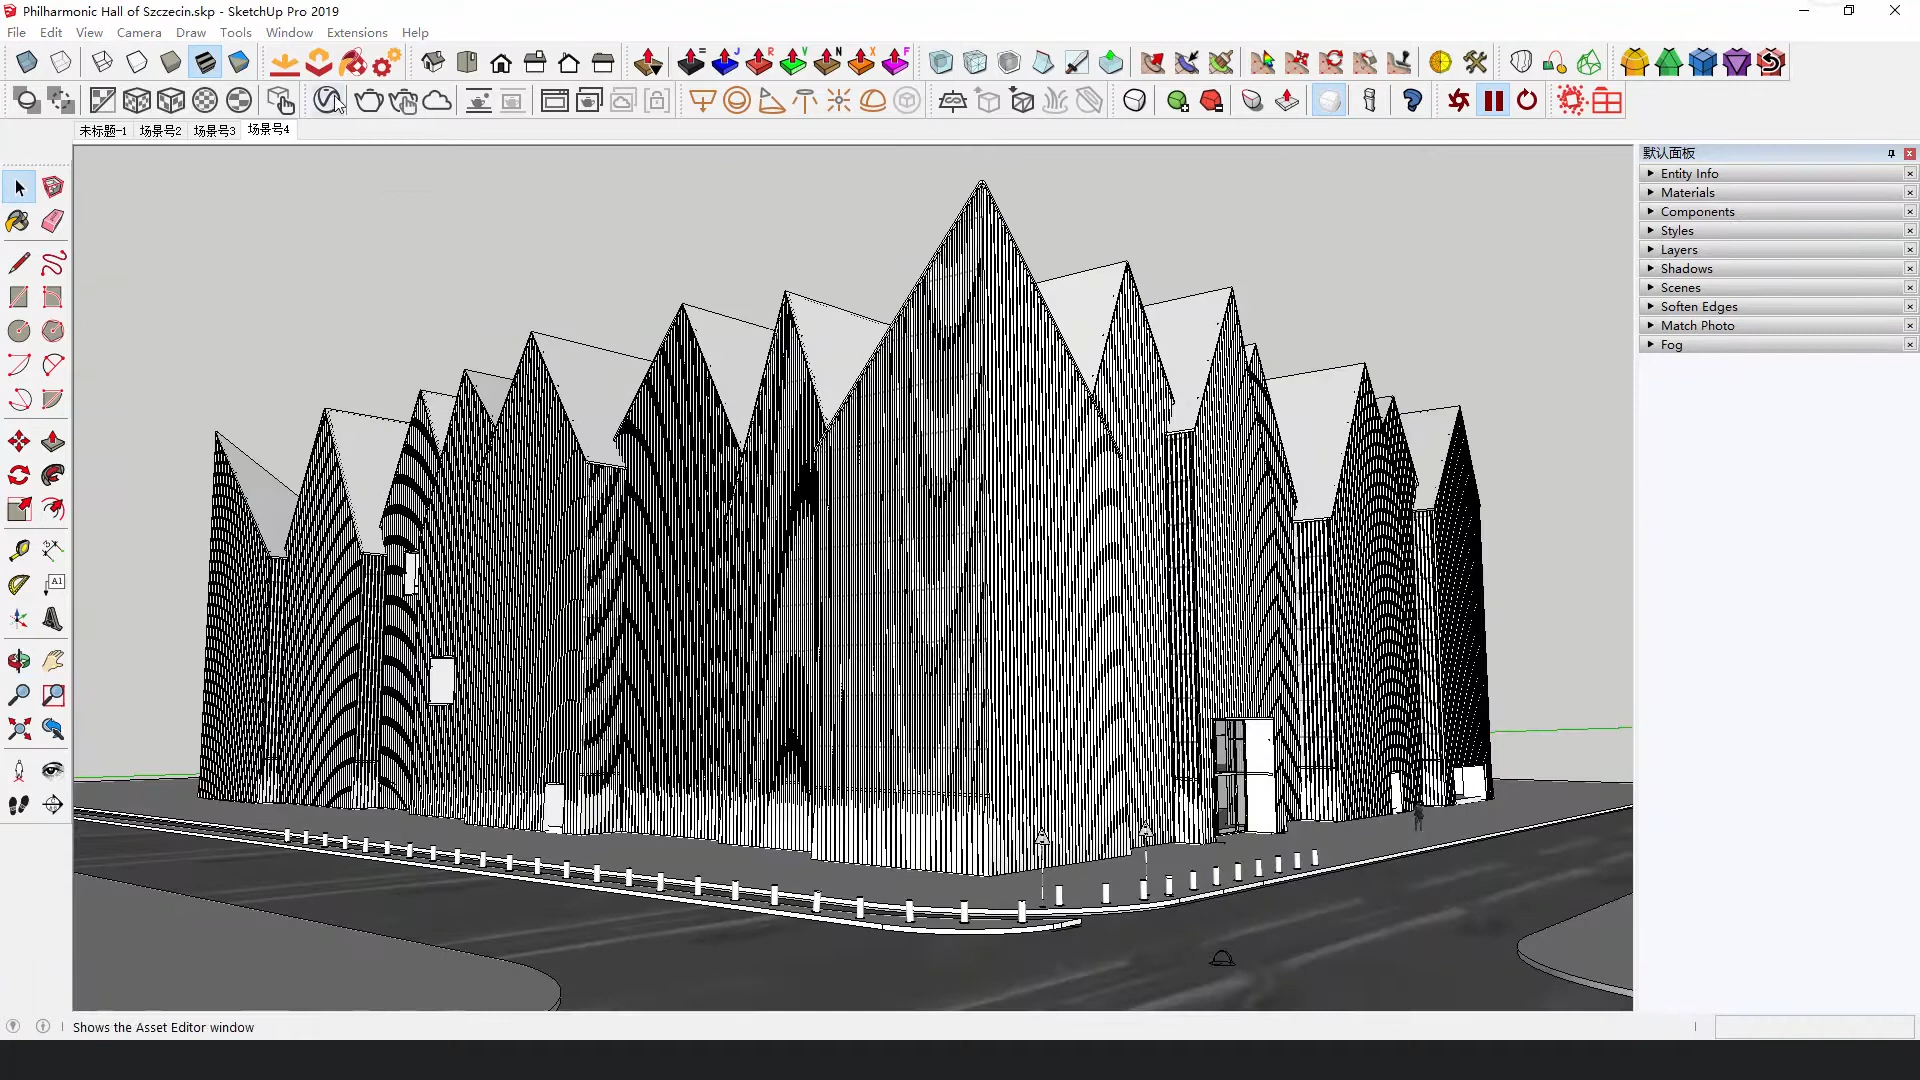 Philharmonic Hall of Szczecin.skp - SketchUp Pro 2019
File Edit View Camera Draw Tools Window Extensions Help
= J R V N X F
未标题-1 场景号2 场景号3 场景号4
默认面板
Entity Info
Materials
Components
Styles
Layers
Shadows
Scenes
Soften Edges
Match Photo
Fog
A1
Shows the Asset Editor window